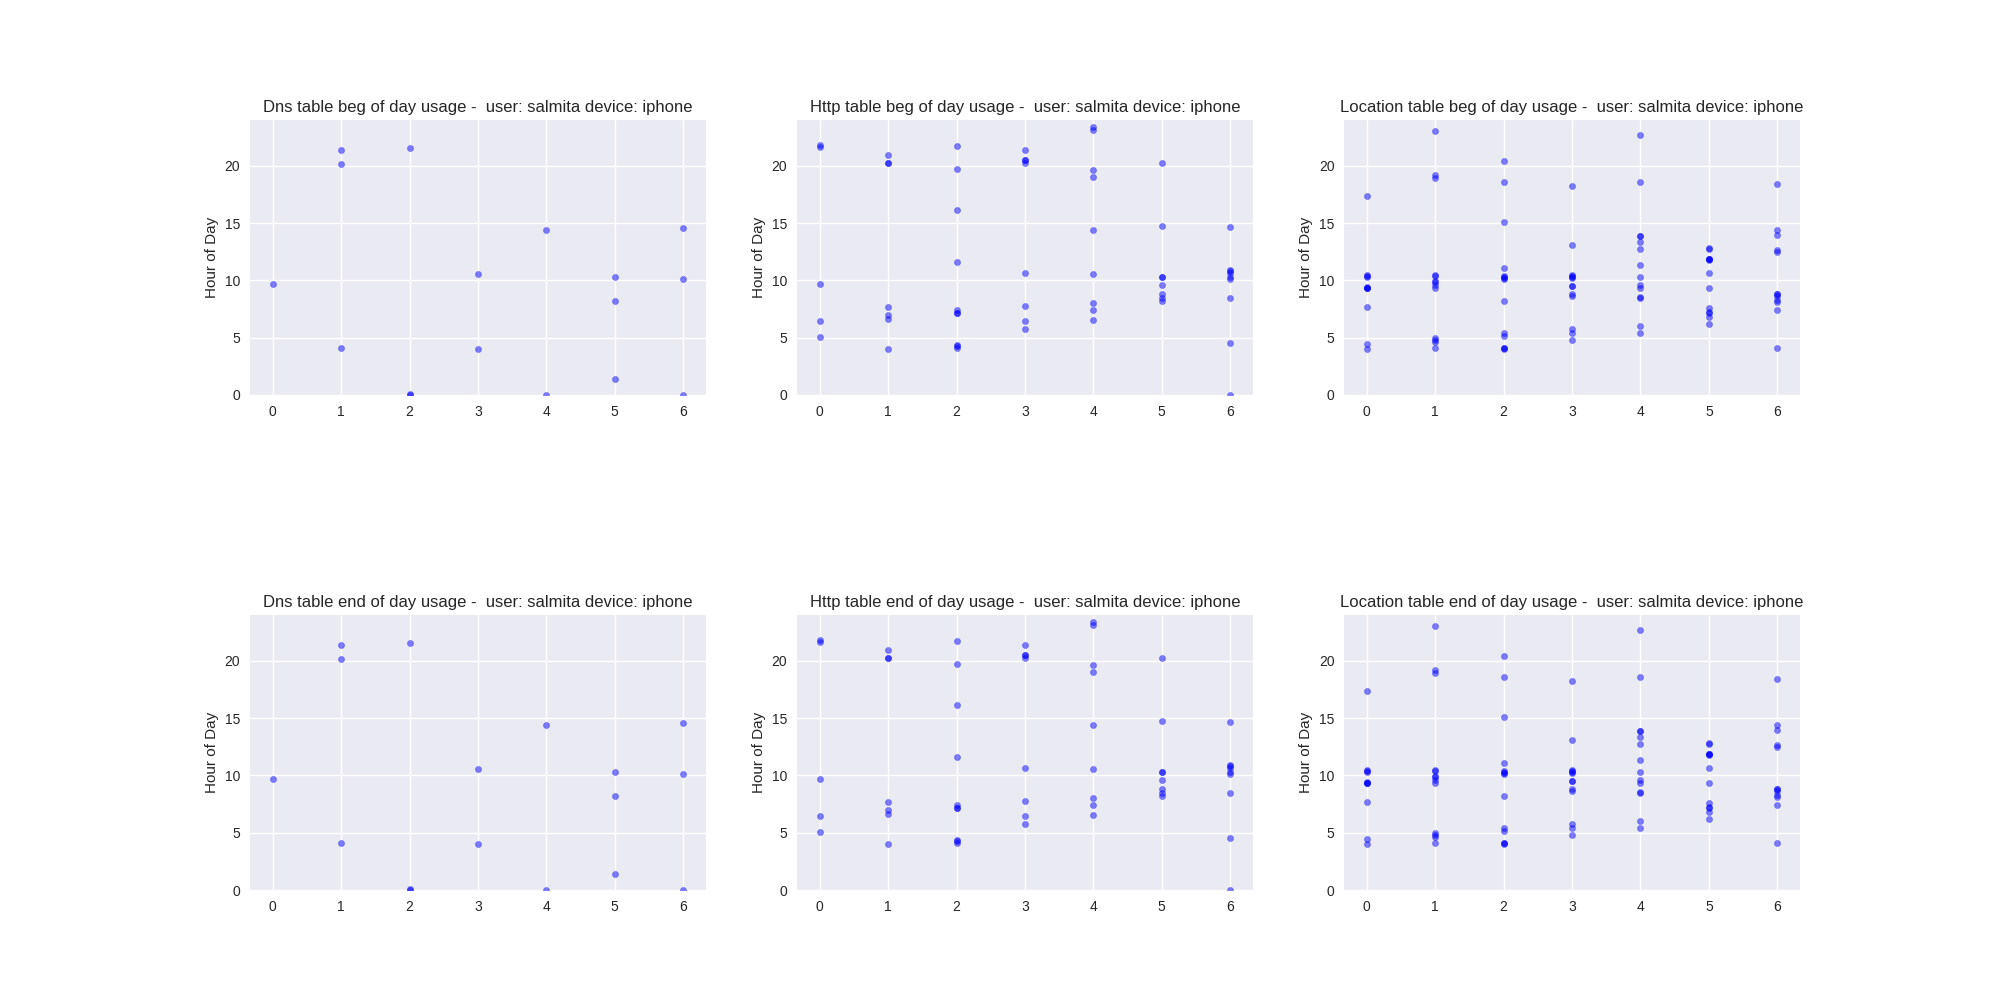 Dns table beg of day usage -  user: salmita device: iphone
Hour of Day
20
15
10
5
0
0 1 2 3 4 5 6
Http table beg of day usage -  user: salmita device: iphone
Hour of Day
20
15
10
5
0
0 1 2 3 4 5 6
Location table beg of day usage -  user: salmita device: iphone
Hour of Day
20
15
10
5
0
0 1 2 3 4 5 6
Dns table end of day usage -  user: salmita device: iphone
Hour of Day
20
15
10
5
0
0 1 2 3 4 5 6
Http table end of day usage -  user: salmita device: iphone
Hour of Day
20
15
10
5
0
0 1 2 3 4 5 6
Location table end of day usage -  user: salmita device: iphone
Hour of Day
20
15
10
5
0
0 1 2 3 4 5 6